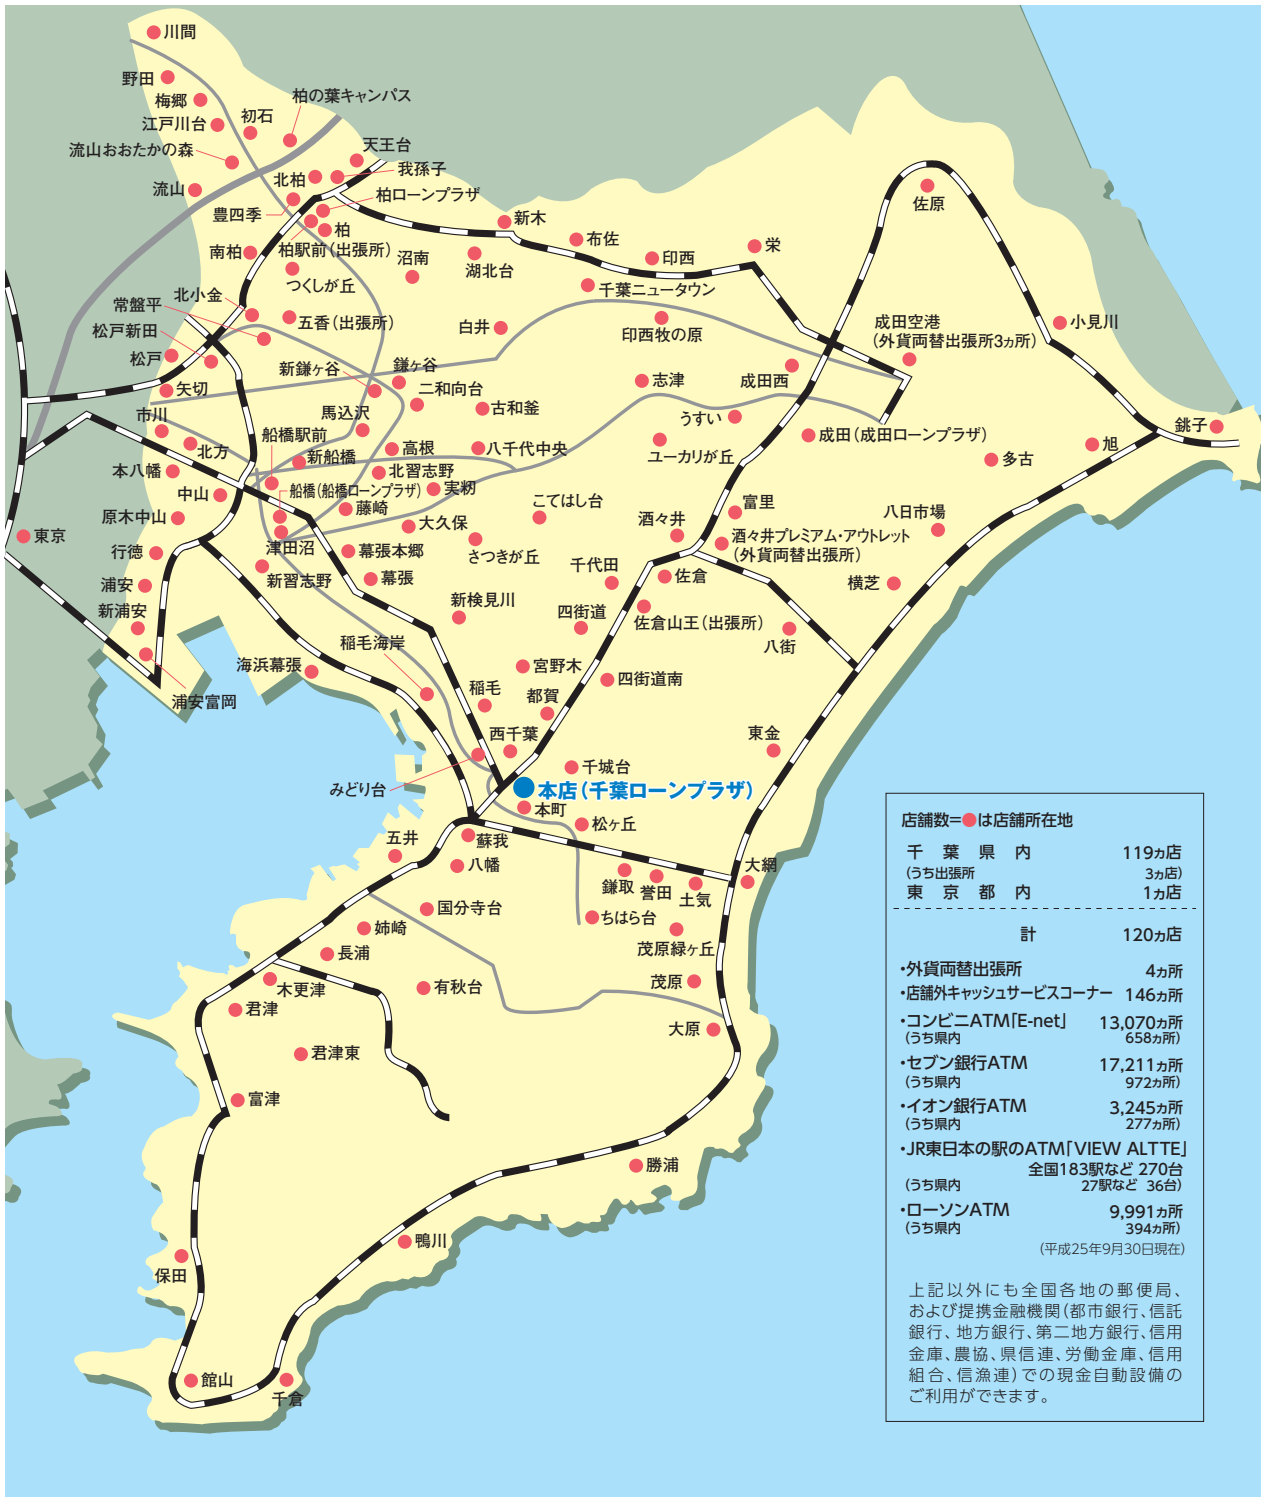 川間
野田
梅郷
柏の葉キャンパス
初石
江戸川台
流山おおたかの森
天王台
我孫子
北柏
流山
柏ローンプラザ
豊四季
柏
新木
佐原
南柏
柏駅前(出張所)
沼南
湖北台
布佐
印西
栄
つくしが丘
千葉ニュータウン
常盤平
北小金
五香(出張所)
白井
印西牧の原
成田空港
(外貨両替出張所3ヵ所)
小見川
松戸新田
松戸
新鎌ヶ谷
鎌ヶ谷
志津
成田西
矢切
二和向台
古和釜
うすい
市川
馬込沢
船橋駅前
北方
高根
八千代中央
ユーカリが丘
成田(成田ローンプラザ)
銚子
旭
多古
本八幡
新船橋
北習志野
中山
船橋(船橋ローンプラザ)
実籾
藤崎
こてはし台
富里
八日市場
原木中山
東京
大久保
酒々井
酒々井プレミアム・アウトレット
(外貨両替出張所)
津田沼
さつきが丘
行徳
幕張本郷
浦安
新習志野
幕張
千代田
佐倉
横芝
新浦安
新検見川
四街道
佐倉山王(出張所)
八街
稲毛海岸
海浜幕張
宮野木
四街道南
浦安富岡
稲毛
都賀
西千葉
東金
みどり台
千城台
本店(千葉ローンプラザ)
本町
松ヶ丘
五井
蘇我
八幡
大網
鎌取
誉田
土気
国分寺台
ちはら台
姉崎
茂原緑ヶ丘
長浦
木更津
有秋台
茂原
君津
大原
君津東
富津
勝浦
鴨川
保田
館山
千倉
店舗数=●は店舗所在地
千葉県内 119ヵ店
(うち出張所 3ヵ店)
東京都内 1ヵ店
計 120ヵ店
・外貨両替出張所 4ヵ所
・店舗外キャッシュサービスコーナー 146ヵ所
・コンビニATM「E-net」 13,070ヵ所
(うち県内 658ヵ所)
・セブン銀行ATM 17,211ヵ所
(うち県内 972ヵ所)
・イオン銀行ATM 3,245ヵ所
(うち県内 277ヵ所)
・JR東日本の駅のATM「VIEW ALTTE」
全国183駅など 270台
(うち県内 27駅など 36台)
・ローソンATM 9,991ヵ所
(うち県内 394ヵ所)
(平成25年9月30日現在)
上記以外にも全国各地の郵便局、
および提携金融機関(都市銀行、信託
銀行、地方銀行、第二地方銀行、信用
金庫、農協、県信連、労働金庫、信用
組合、信漁連)での現金自動設備の
ご利用ができます。